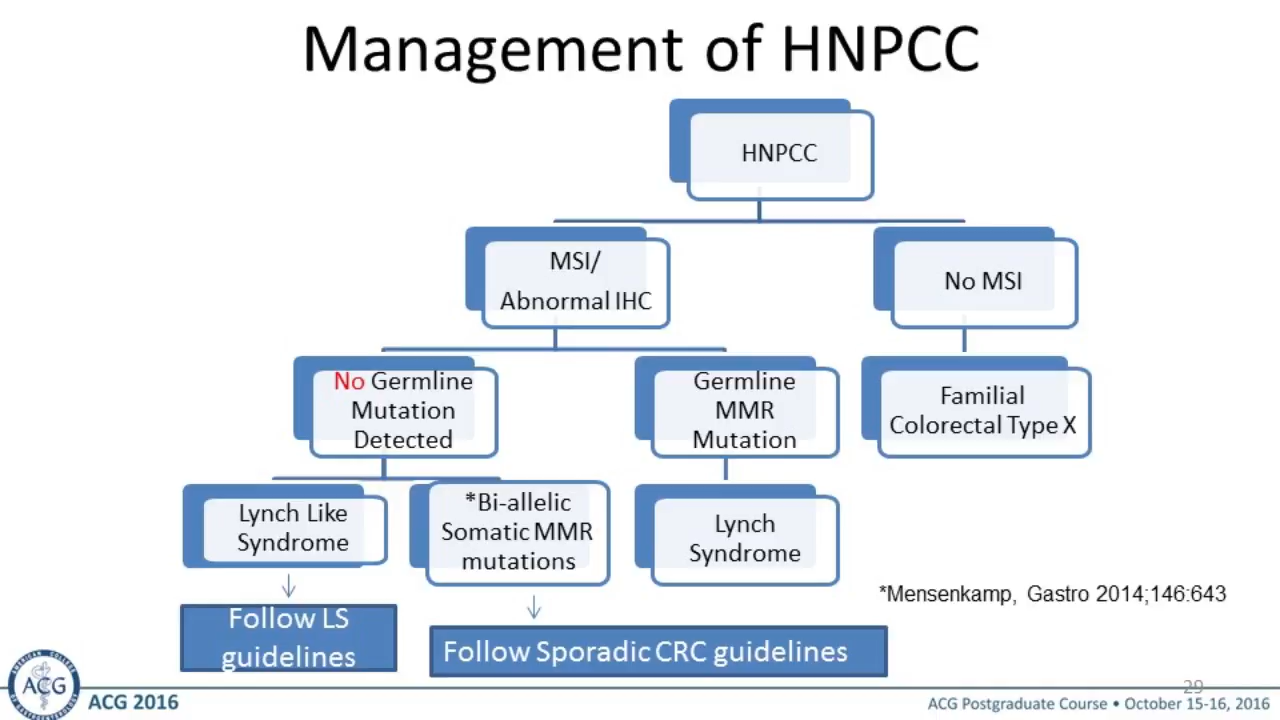 Management of HNPCC
HNPCC
MSI/
Abnormal IHC
No MSI
No Germline
Mutation
Detected
Germline
MMR
Mutation
Familial
Colorectal Type X
Lynch Like
Syndrome
*Bi-allelic
Somatic MMR
mutations
Lynch
Syndrome
*Mensenkamp, Gastro 2014;146:643
Follow LS
guidelines
Follow Sporadic CRC guidelines
29
ACG
ACG 2016
ACG Postgraduate Course • October 15-16, 2016